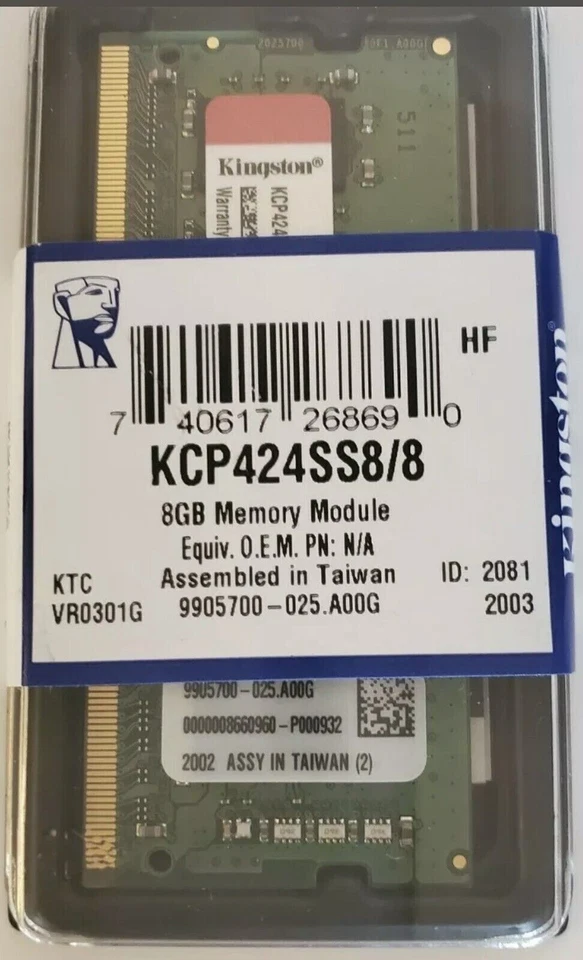 2025700
511
Kingston®
KCP424
Warranty
HF
7 40617 26869 0
KCP424SS8/8
8GB Memory Module
Equiv. O.E.M. PN: N/A
KTC Assembled in Taiwan ID: 2081
VR0301G 9905700-025.A00G 2003
Kingston
9905700-025.A00G
0000008660960-P000932
2002 ASSY IN TAIWAN (2)